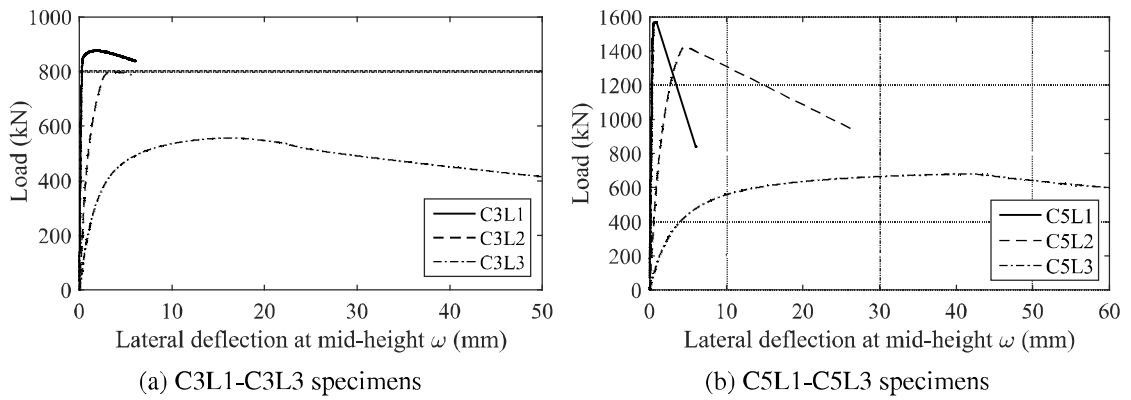 1000
800
600
400
200
0
Load (kN)
C3L1
C3L2
C3L3
0 10 20 30 40 50
Lateral deflection at mid-height ω (mm)
(a) C3L1-C3L3 specimens
1600
1400
1200
1000
800
600
400
200
0
Load (kN)
C5L1
C5L2
C5L3
0 10 20 30 40 50 60
Lateral deflection at mid-height ω (mm)
(b) C5L1-C5L3 specimens